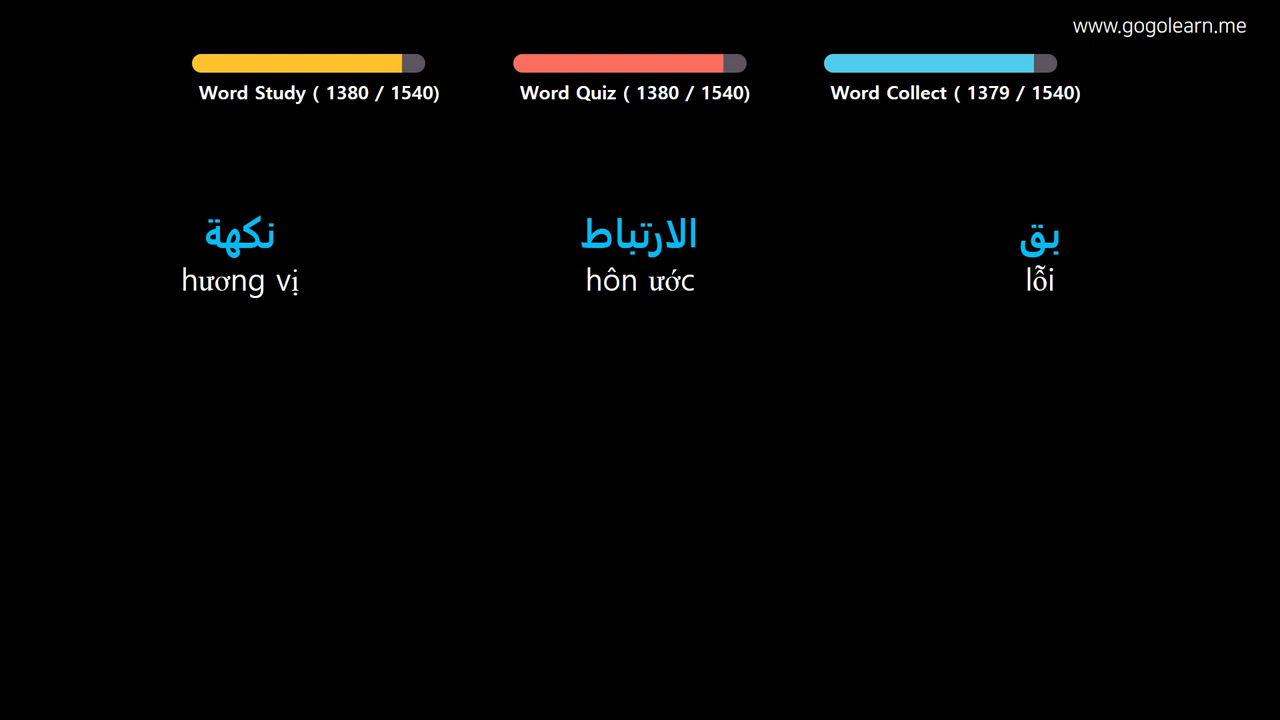 www.gogolearn.me
Word Study ( 1380 / 1540)
Word Quiz ( 1380 / 1540)
Word Collect ( 1379 / 1540)
نكهة
hương vị
الارتباط
hôn ước
بق
lỗi